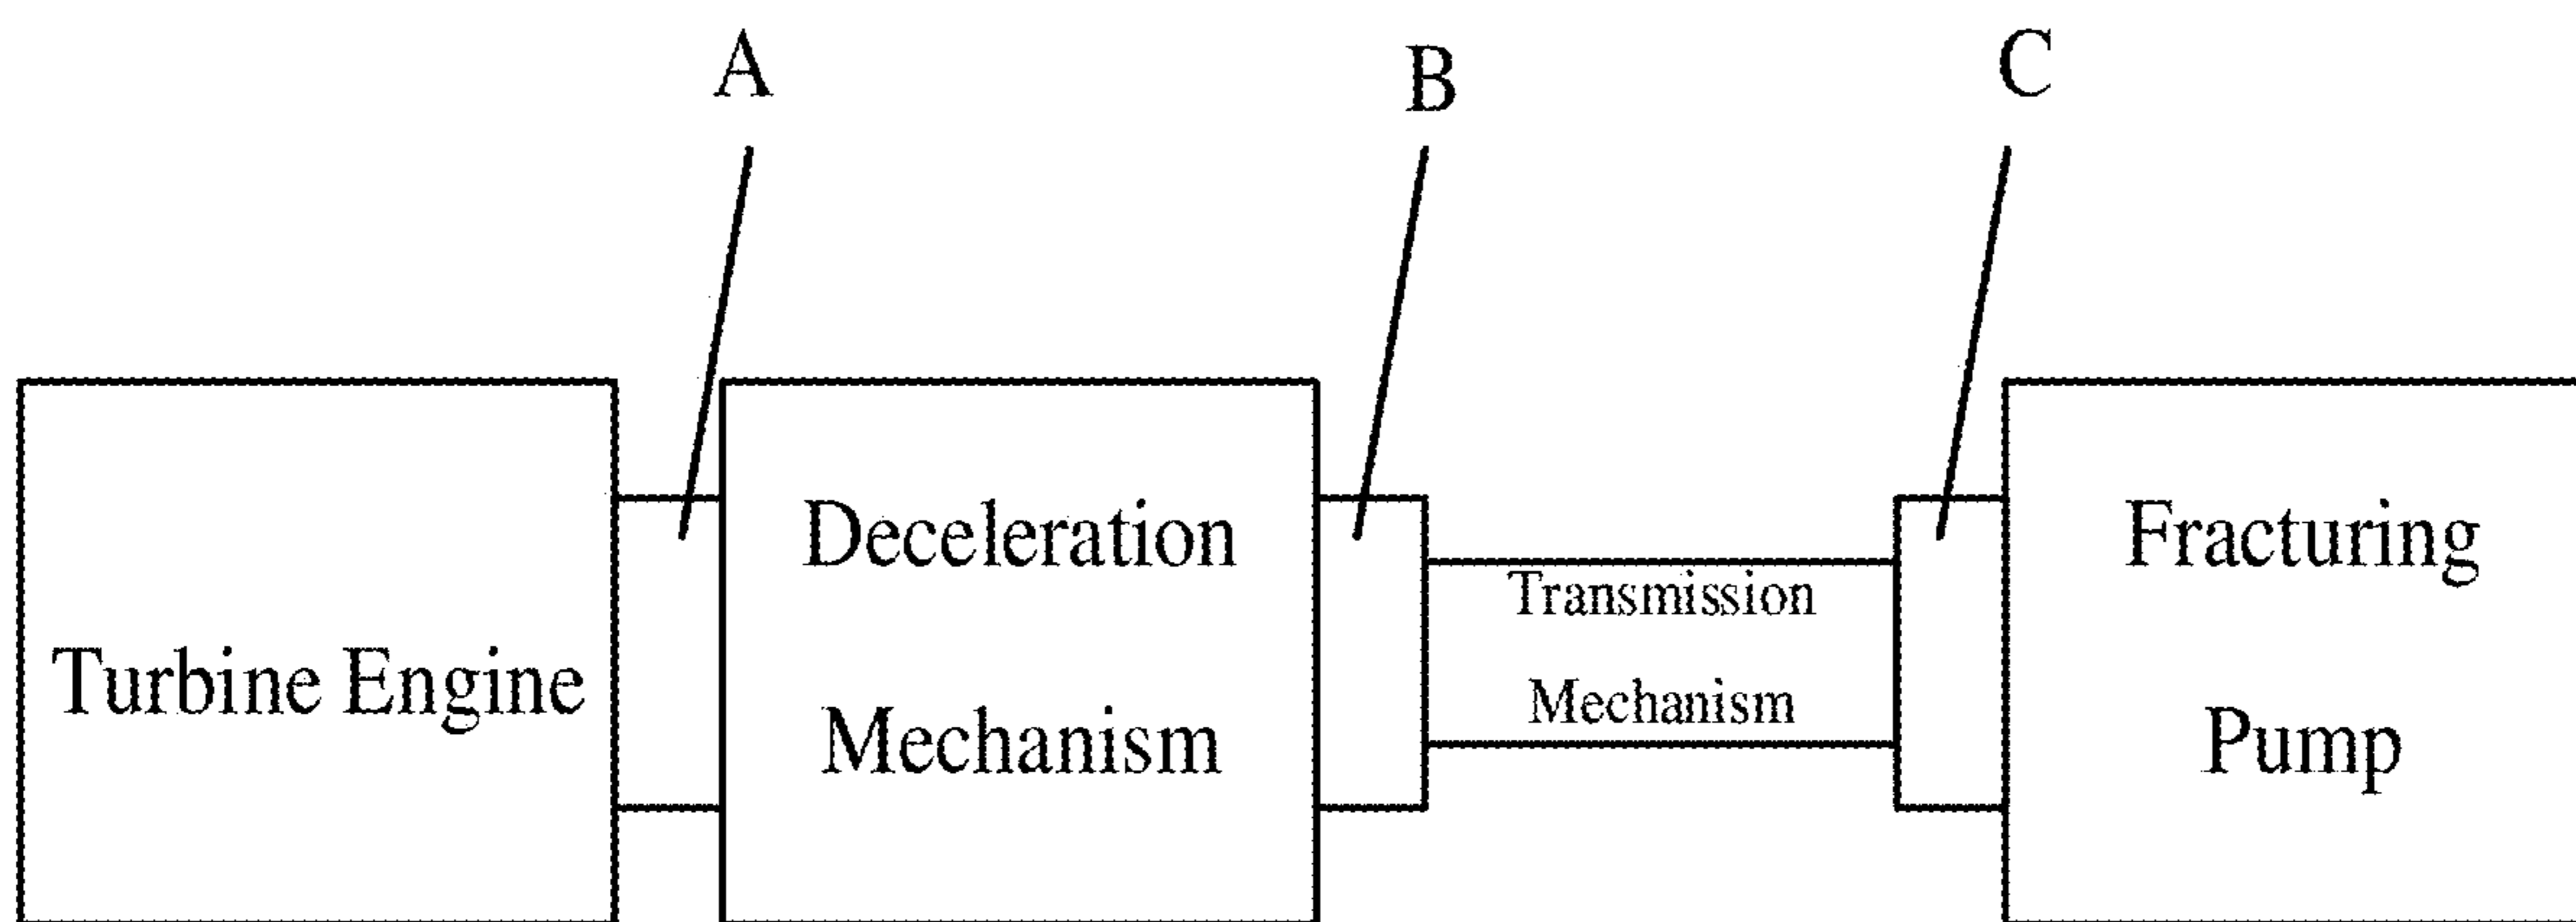 A
B
C
Turbine Engine
Deceleration
Mechanism
Transmission
Mechanism
Fracturing
Pump